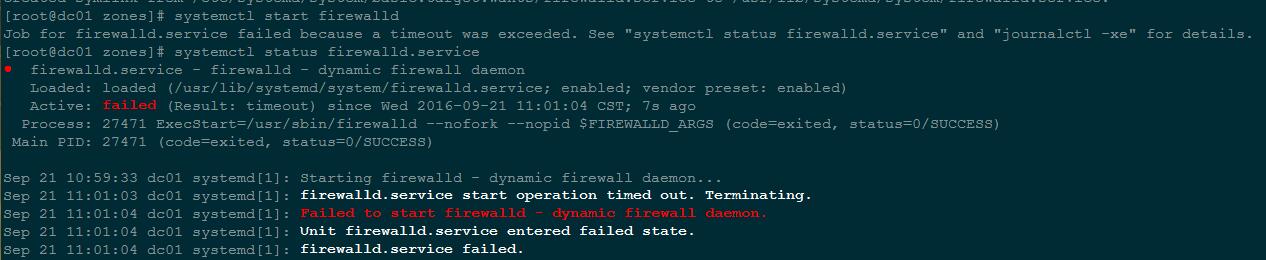 [root@dc01 zones]# systemctl start firewalld
Job for firewalld.service failed because a timeout was exceeded. See "systemctl status firewalld.service" and "journalctl -xe" for details.
[root@dc01 zones]# systemctl status firewalld.service
● firewalld.service - firewalld - dynamic firewall daemon
Loaded: loaded (/usr/lib/systemd/system/firewalld.service; enabled; vendor preset: enabled)
Active: failed (Result: timeout) since Wed 2016-09-21 11:01:04 CST; 7s ago
Process: 27471 ExecStart=/usr/sbin/firewalld --nofork --nopid $FIREWALLD_ARGS (code=exited, status=0/SUCCESS)
Main PID: 27471 (code=exited, status=0/SUCCESS)
Sep 21 10:59:33 dc01 systemd[1]: Starting firewalld - dynamic firewall daemon...
Sep 21 11:01:03 dc01 systemd[1]: firewalld.service start operation timed out. Terminating.
Sep 21 11:01:04 dc01 systemd[1]: Failed to start firewalld - dynamic firewall daemon.
Sep 21 11:01:04 dc01 systemd[1]: Unit firewalld.service entered failed state.
Sep 21 11:01:04 dc01 systemd[1]: firewalld.service failed.